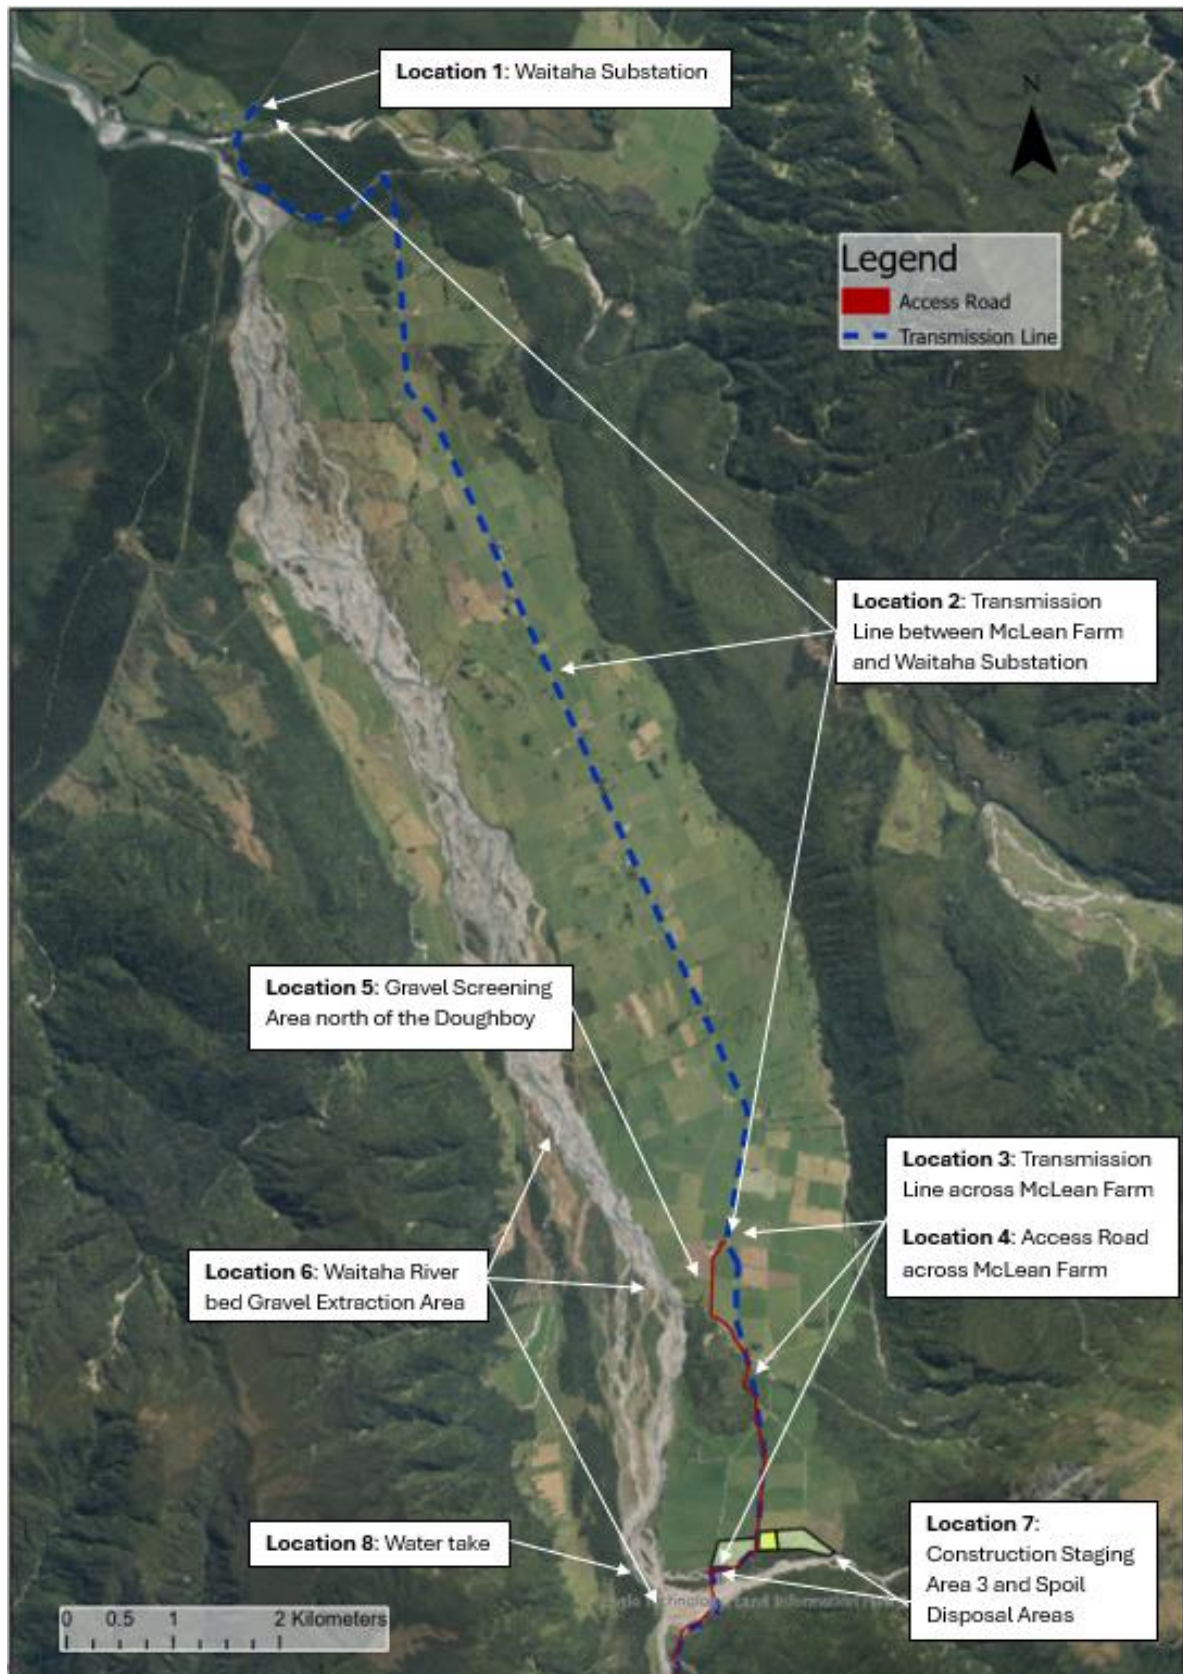 Location 1: Waitaha Substation
N
Legend
Access Road
Transmission Line
Location 2: Transmission
Line between McLean Farm
and Waitaha Substation
Location 5: Gravel Screening
Area north of the Doughboy
Location 3: Transmission
Line across McLean Farm
Location 4: Access Road
across McLean Farm
Location 6: Waitaha River
bed Gravel Extraction Area
Location 8: Water take
Location 7:
Construction Staging
Area 3 and Spoil
Disposal Areas
Land Information
0 0.5 1 2 Kilometers